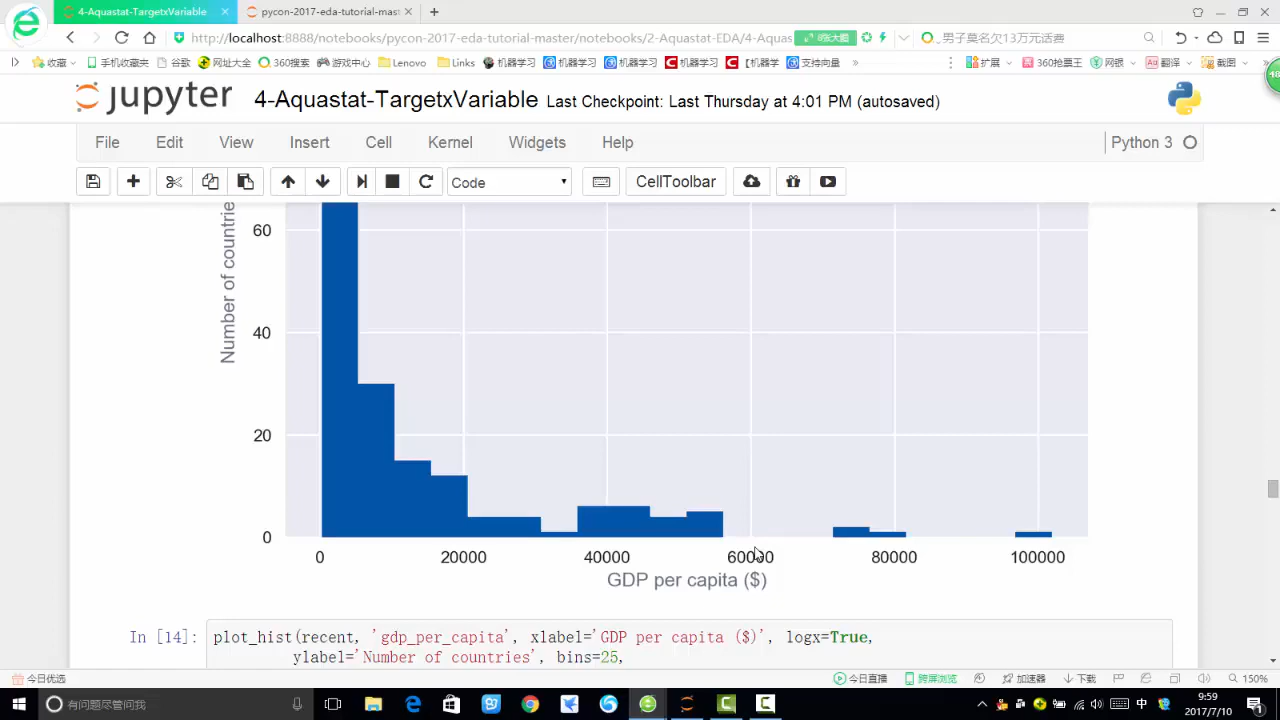 4-Aquastat-TargetxVariable
pycon-2017-eda-tutorial-mast
http://localhost:8888/notebooks/pycon-2017-eda-tutorial-master/notebooks/2-Aquastat-EDA/4-Aquas
8张大图
男子莫名欠13万元话费
收藏
手机收藏夹
谷歌
网址大全
360搜索
游戏中心
Lenovo
Links
机器学习
机器学习
机器学习
机器学习
【机器学
支持向量
扩展
360抢票王
网银
翻译
截图
48
jupyter
4-Aquastat-TargetxVariable Last Checkpoint: Last Thursday at 4:01 PM (autosaved)
File Edit View Insert Cell Kernel Widgets Help
Python 3
Code
CellToolbar
Number of countrie
60
40
20
0
0 20000 40000 60000 80000 100000
GDP per capita ($)
In [14]: plot_hist(recent, 'gdp_per_capita', xlabel='GDP per capita ($)', logx=True,
ylabel='Number of countries', bins=25,
今日优选
今日直播
跨屏浏览
加速器
下载
150%
有问题尽管问我
中
9:59
2017/7/10